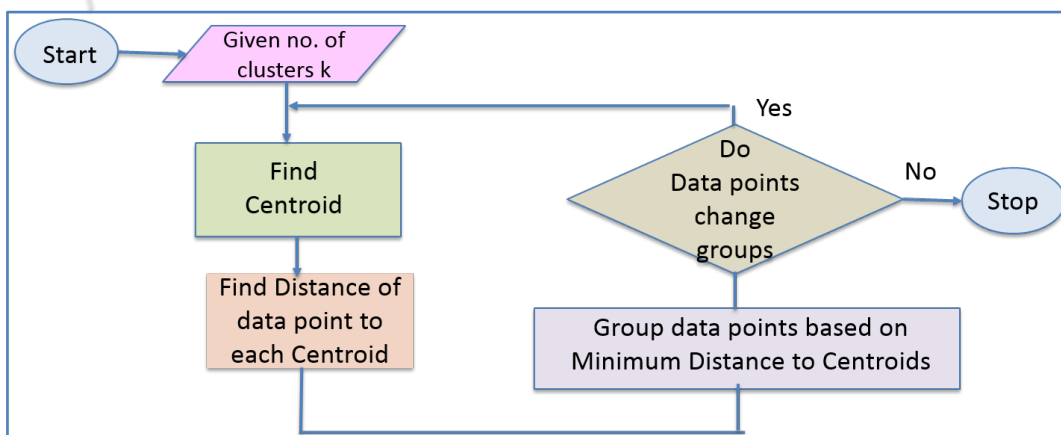 Start
Given no. of
clusters k
Find
Centroid
Find Distance of
data point to
each Centroid
Group data points based on
Minimum Distance to Centroids
Do
Data points
change
groups
Yes
No
Stop